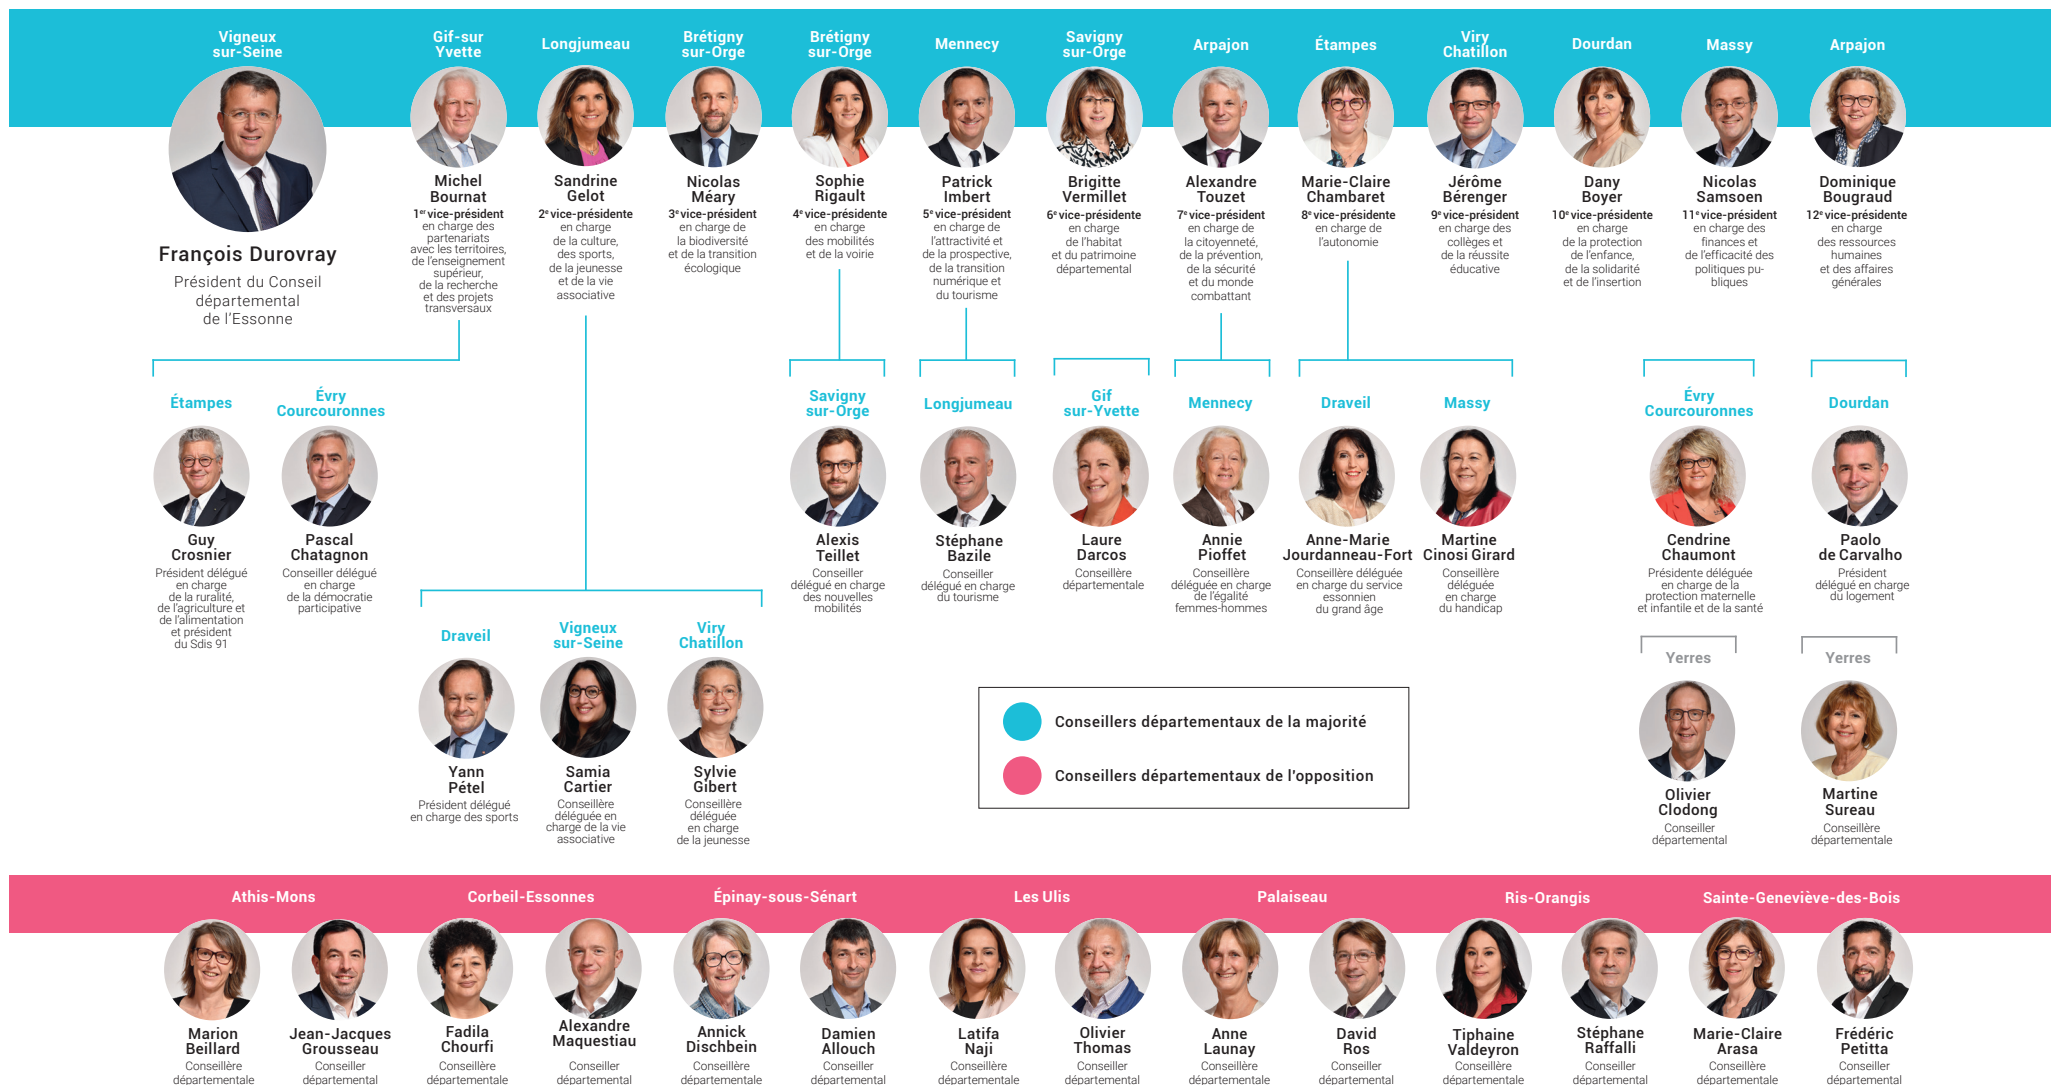 Vigneux
sur-Seine
François Durovray
Président du Conseil
départemental
de l'Essonne
Gif-sur
Yvette
Michel
Bournat
1er vice-président
en charge des
partenariats
avec les territoires,
de l'enseignement
supérieur,
de la recherche
et des projets
transversaux
Longjumeau
Sandrine
Gelot
2e vice-présidente
en charge
de la culture,
des sports,
de la jeunesse
et de la vie
associative
Brétigny
sur-Orge
Nicolas
Méary
3e vice-président
en charge de
la biodiversité
et de la transition
écologique
Brétigny
sur-Orge
Sophie
Rigault
4e vice-présidente
en charge
des mobilités
et de la voirie
Mennecy
Patrick
Imbert
5e vice-président
en charge de
l'attractivité et
de la prospective,
de la transition
numérique et
du tourisme
Savigny
sur-Orge
Brigitte
Vermillet
6e vice-présidente
en charge
de l'habitat
et du patrimoine
départemental
Arpajon
Alexandre
Touzet
7e vice-président
en charge de
la citoyenneté,
de la prévention,
de la sécurité
et du monde
combattant
Étampes
Marie-Claire
Chambaret
8e vice-présidente
en charge de
l'autonomie
Viry
Chatillon
Jérôme
Bérenger
9e vice-président
en charge des
collèges et
de la réussite
éducative
Dourdan
Dany
Boyer
10e vice-présidente
en charge
de la protection
de l'enfance,
de la solidarité
et de l'insertion
Massy
Nicolas
Samsoen
11e vice-président
en charge des
finances et
de l'efficacité des
politiques pu-
bliques
Arpajon
Dominique
Bougraud
12e vice-présidente
en charge
des ressources
humaines
et des affaires
générales
Étampes
Guy
Crosnier
Président délégué
en charge
de la ruralité,
de l'agriculture et
de l'alimentation
et président
du Sdis 91
Évry
Courcouronnes
Pascal
Chatagnon
Conseiller délégué
en charge
de la démocratie
participative
Savigny
sur-Orge
Alexis
Teillet
Conseiller
délégué en charge
des nouvelles
mobilités
Longjumeau
Stéphane
Bazile
Conseiller
délégué en charge
du tourisme
Gif
sur-Yvette
Laure
Darcos
Conseillère
départementale
Mennecy
Annie
Pioffet
Conseillère
déléguée en charge
de l'égalité
femmes-hommes
Draveil
Anne-Marie
Jourdanneau-Fort
Conseillère déléguée
en charge du service
essonnien
du grand âge
Massy
Martine
Cinosi Girard
Conseillère
déléguée
en charge
du handicap
Évry
Courcouronnes
Cendrine
Chaumont
Présidente déléguée
en charge de la
protection maternelle
et infantile et de la santé
Dourdan
Paolo
de Carvalho
Président
délégué en charge
du logement
Draveil
Yann
Pétel
Président délégué
en charge des sports
Vigneux
sur-Seine
Samia
Cartier
Conseillère
déléguée en
charge de la vie
associative
Viry
Chatillon
Sylvie
Gibert
Conseillère
déléguée
en charge
de la jeunesse
Conseillers départementaux de la majorité
Conseillers départementaux de l'opposition
Yerres
Olivier
Clodong
Conseiller
départemental
Yerres
Martine
Sureau
Conseillère
départementale
Athis-Mons
Marion
Beillard
Conseillère
départementale
Jean-Jacques
Grousseau
Conseiller
départemental
Corbeil-Essonnes
Fadila
Chourfi
Conseillère
départementale
Alexandre
Maquestiau
Conseiller
départemental
Épinay-sous-Sénart
Annick
Dischbein
Conseillère
départementale
Damien
Allouch
Conseiller
départemental
Les Ulis
Latifa
Naji
Conseillère
départementale
Olivier
Thomas
Conseiller
départemental
Palaiseau
Anne
Launay
Conseillère
départementale
David
Ros
Conseiller
départemental
Ris-Orangis
Tiphaine
Valdeyron
Conseillère
départementale
Stéphane
Raffalli
Conseiller
départemental
Sainte-Geneviève-des-Bois
Marie-Claire
Arasa
Conseillère
départementale
Frédéric
Petitta
Conseiller
départemental